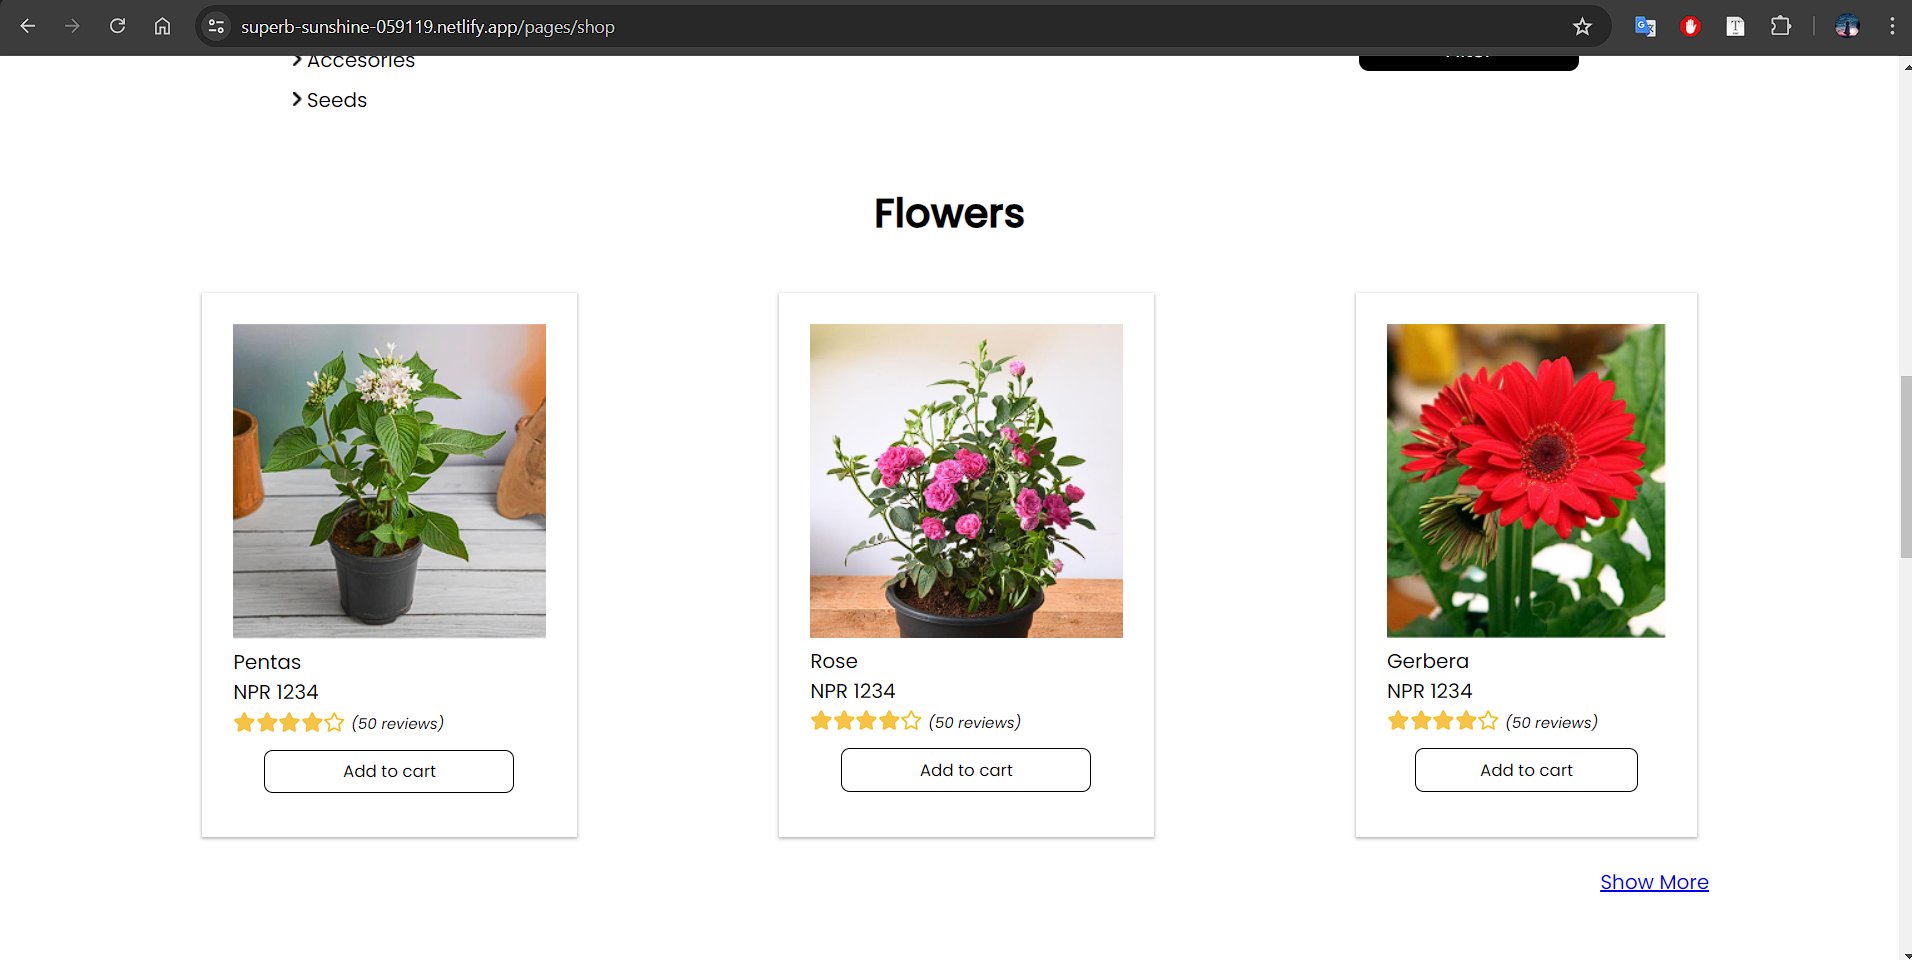 superb-sunshine-059119.netlify.app/pages/shop
Accesories
Seeds
Flowers
Pentas
NPR 1234
(50 reviews)
Add to cart
Rose
NPR 1234
(50 reviews)
Add to cart
Gerbera
NPR 1234
(50 reviews)
Add to cart
Show More